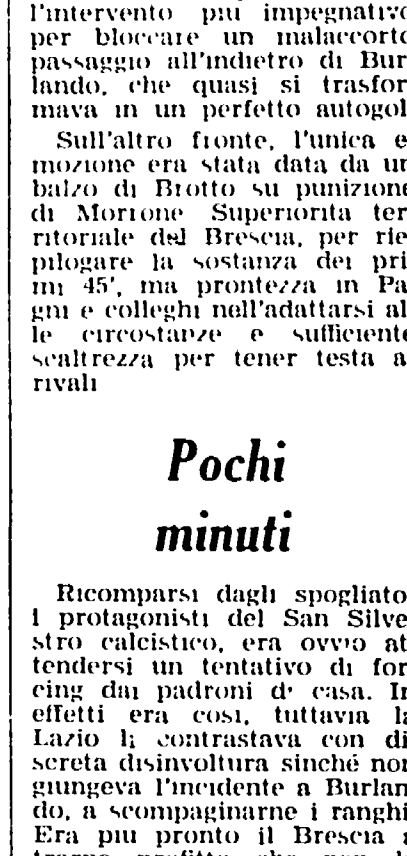 l'intervento più impegnativo
per bloccare un malaccorto
passaggio all'indietro di Bur
lando, che quasi si trasfor
mava in un perfetto autogol
Sull'altro fronte, l'unica e
mozione era stata data da un
balzo di Brotto su punizione
di Morrone Superiorità ter
ritoriale del Brescia, per rie
pilogare la sostanza dei pri
mi 45', ma prontezza in Pa
gni e colleghi nell'adattarsi al
le circostanze e sufficiente
scaltrezza per tener testa a
rivali
Pochi
minuti
Ricomparsi dagli spogliato
i protagonisti del San Silve
stro calcistico, era ovvio at
tendersi un tentativo di for
cing dai padroni di casa. In
effetti era così, tuttavia la
Lazio li contrastava con di
screta disinvoltura sinché non
giungeva l'incidente a Burlan
do, a scompaginarne i ranghi
Era più pronto il Brescia a